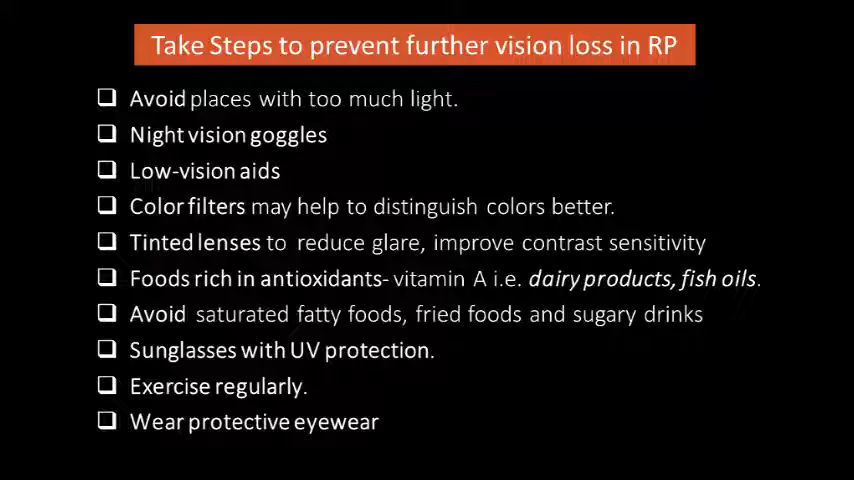 Take Steps to prevent further vision loss in RP
Avoid places with too much light.
Night vision goggles
Low-vision aids
Color filters may help to distinguish colors better.
Tinted lenses to reduce glare, improve contrast sensitivity
Foods rich in antioxidants- vitamin A i.e. dairy products, fish oils.
Avoid saturated fatty foods, fried foods and sugary drinks
Sunglasses with UV protection.
Exercise regularly.
Wear protective eyewear